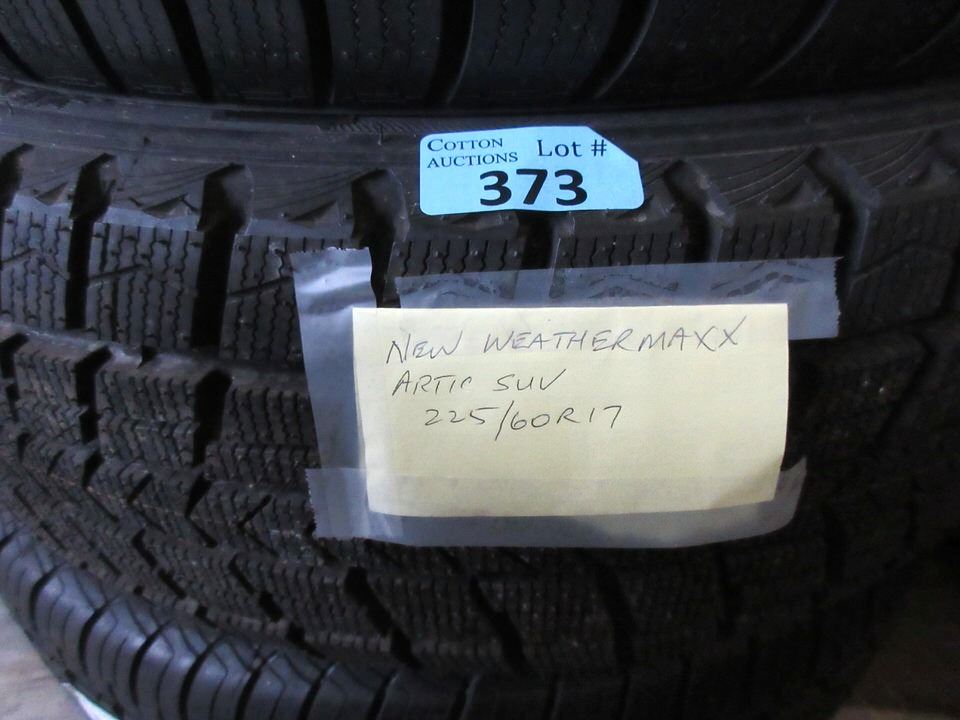 COTTON
AUCTIONS Lot #
373
NEW WEATHERMAXX
ARTIC SUV
225/60R17